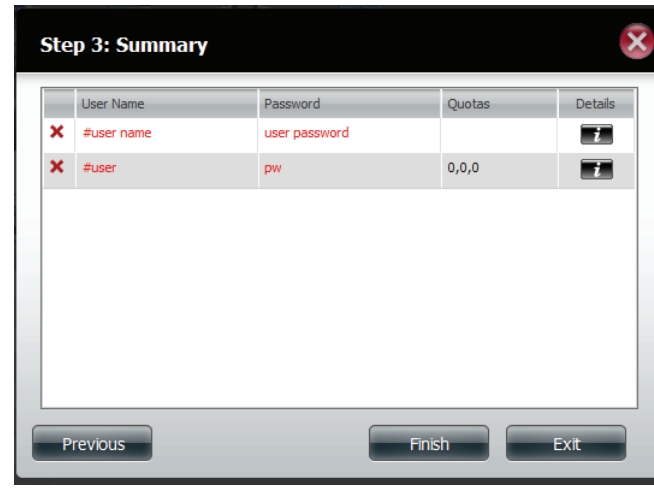 Step 3: Summary
User Name Password Quotas Details
#user name user password i
#user pw 0,0,0 i
Previous Finish Exit